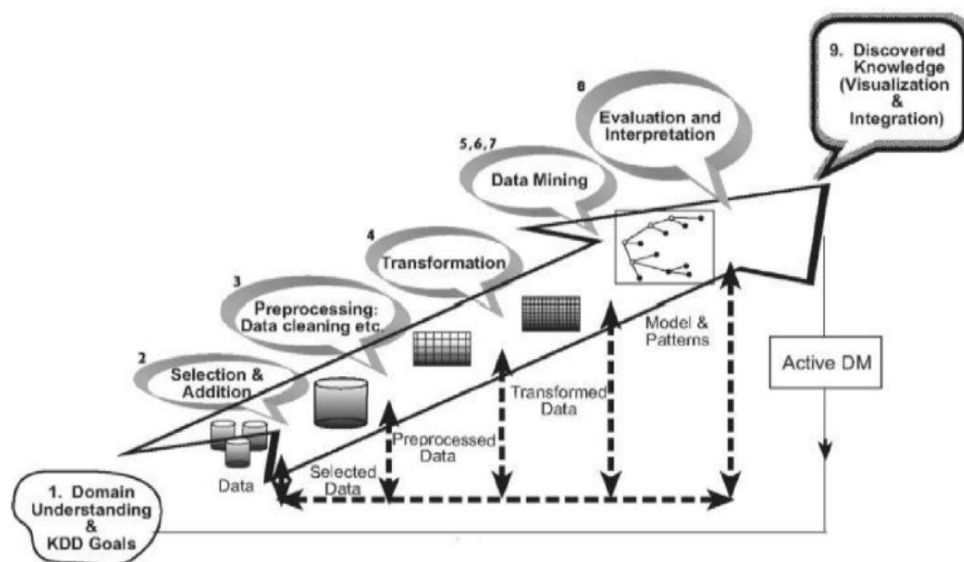 9. Discovered
Knowledge
(Visualization
&
Integration)
8
Evaluation and
Interpretation
5,6,7
Data Mining
4
Transformation
3
Preprocessing:
Data cleaning etc.
2
Selection &
Addition
Model &
Patterns
Transformed
Data
Preprocessed
Data
Selected
Data
Data
Active DM
1. Domain
Understanding
&
KDD Goals